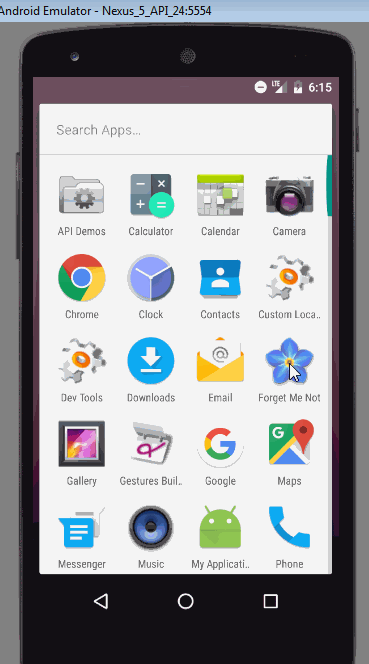 Android Emulator - Nexus_5_API_24:5554
LTE 6:15
Search Apps...
API Demos Calculator Calendar Camera
Chrome Clock Contacts Custom Loca..
Dev Tools Downloads Email Forget Me Not
Gallery Gestures Buil.. Google Maps
Messenger Music My Applicati.. Phone